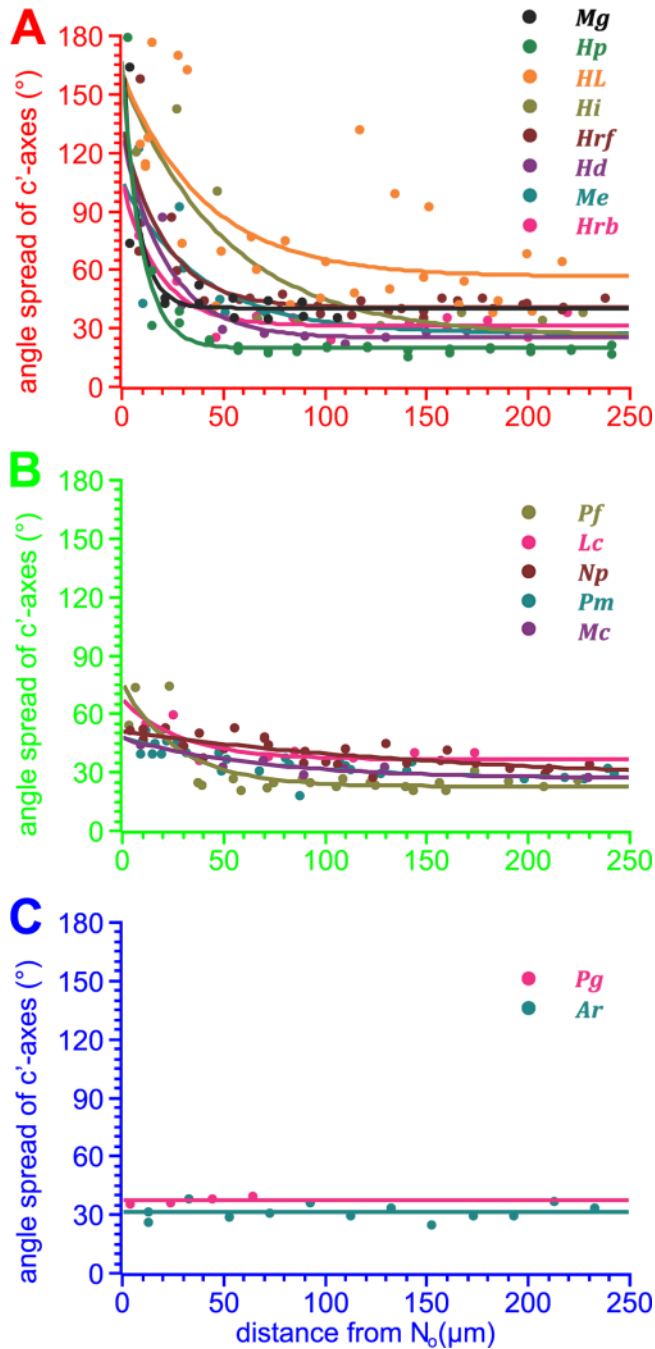 A
angle spread of c'-axes (°)
180
150
120
90
60
30
0
0 50 100 150 200 250
Mg
Hp
HL
Hi
Hrf
Hd
Me
Hrb
B
angle spread of c'-axes (°)
180
150
120
90
60
30
0
0 50 100 150 200 250
Pf
Lc
Np
Pm
Mc
C
angle spread of c'-axes (°)
180
150
120
90
60
30
0
0 50 100 150 200 250
Pg
Ar
distance from Nₒ(µm)